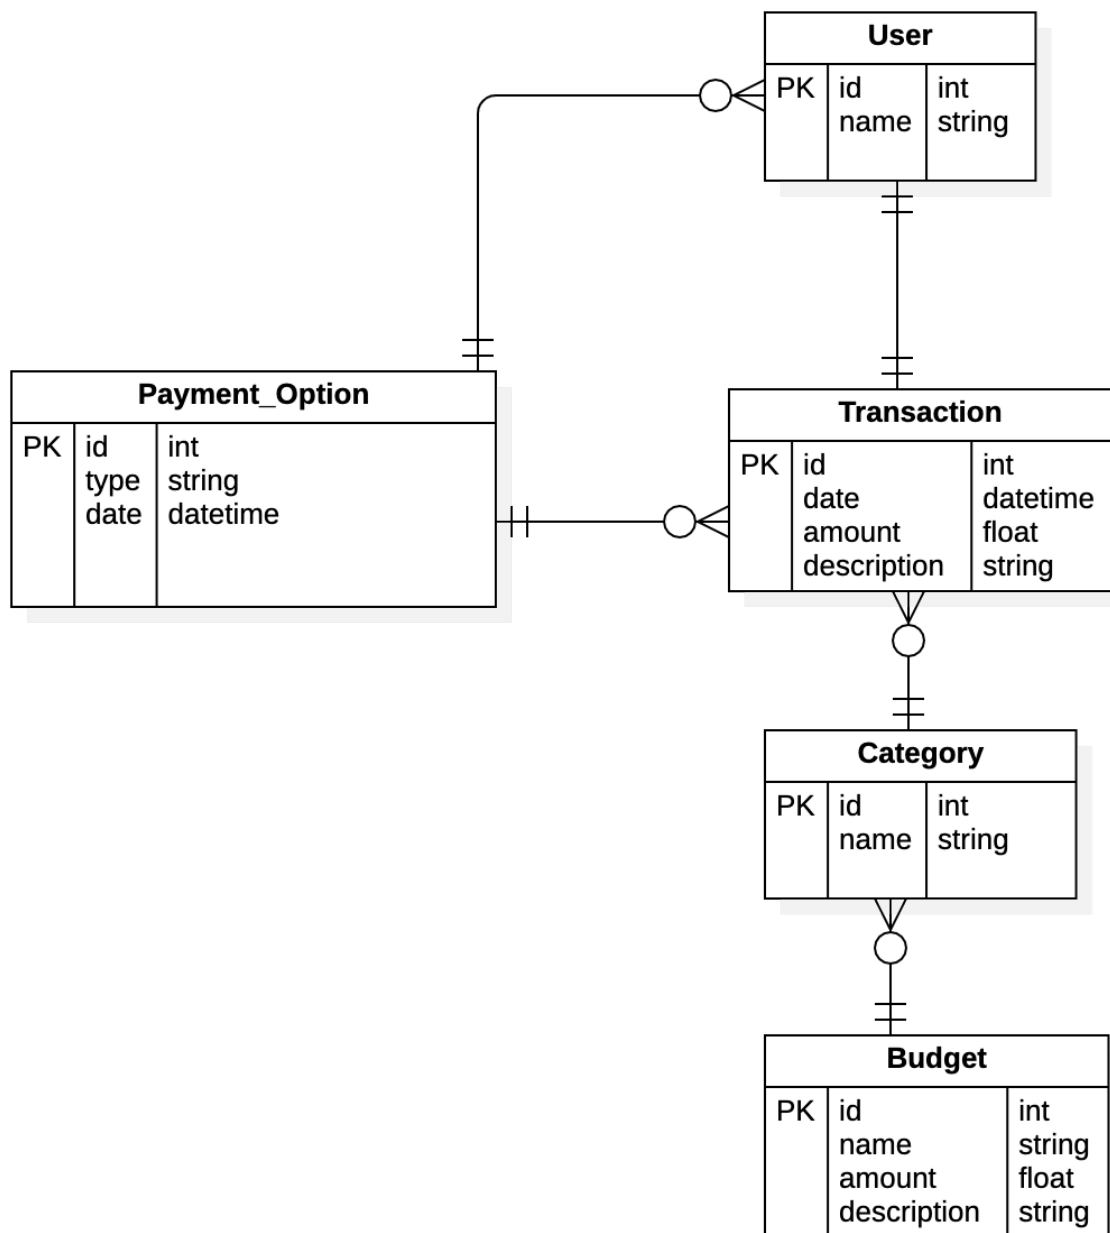 User
PK id int
name string
Payment_Option
PK id int
type string
date datetime
Transaction
PK id int
date datetime
amount float
description string
Category
PK id int
name string
Budget
PK id int
name string
amount float
description string